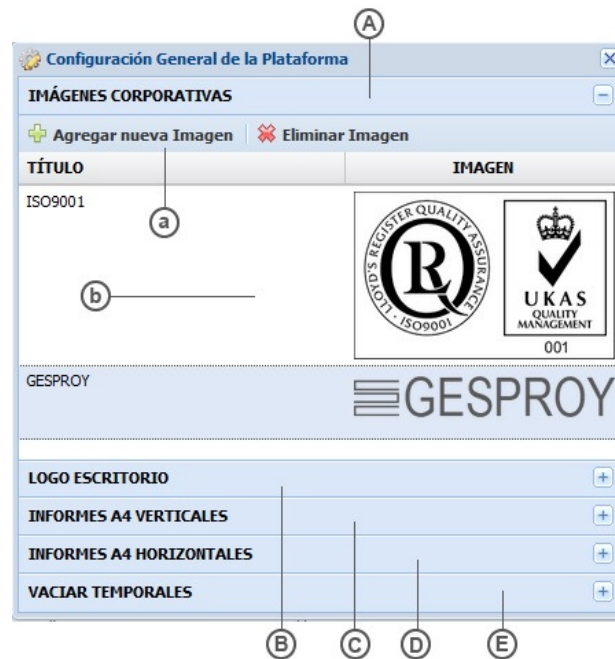 A
Configuración General de la Plataforma
IMÁGENES CORPORATIVAS
Agregar nueva Imagen Eliminar Imagen
TÍTULO IMAGEN
ISO9001
a
b
LLOYD'S REGISTER QUALITY ASSURANCE
LRQ
· ISO9001 ·
UKAS
QUALITY
MANAGEMENT
001
GESPROY
GESPROY
LOGO ESCRITORIO
INFORMES A4 VERTICALES
INFORMES A4 HORIZONTALES
VACIAR TEMPORALES
B C D E